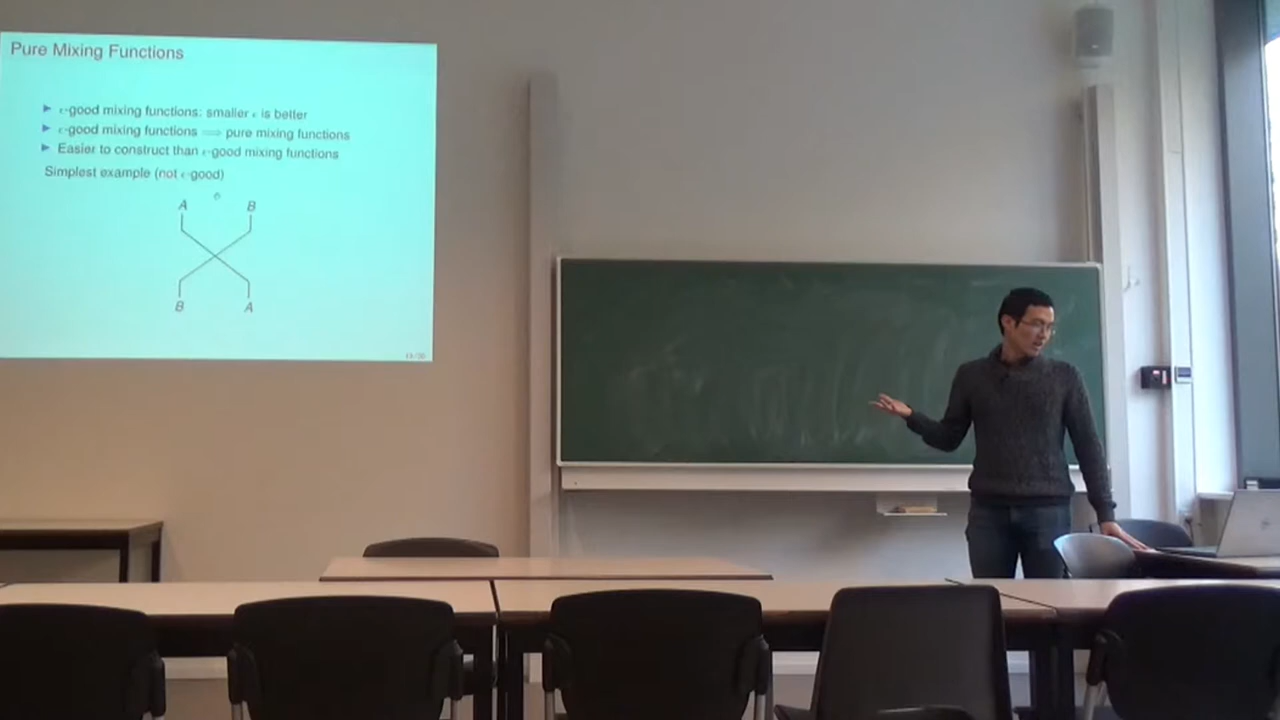 Pure Mixing Functions
► ϵ-good mixing functions: smaller ϵ is better
► ϵ-good mixing functions ⟹ pure mixing functions
► Easier to construct than ϵ-good mixing functions
Simplest example (not ϵ-good)
A B
B A